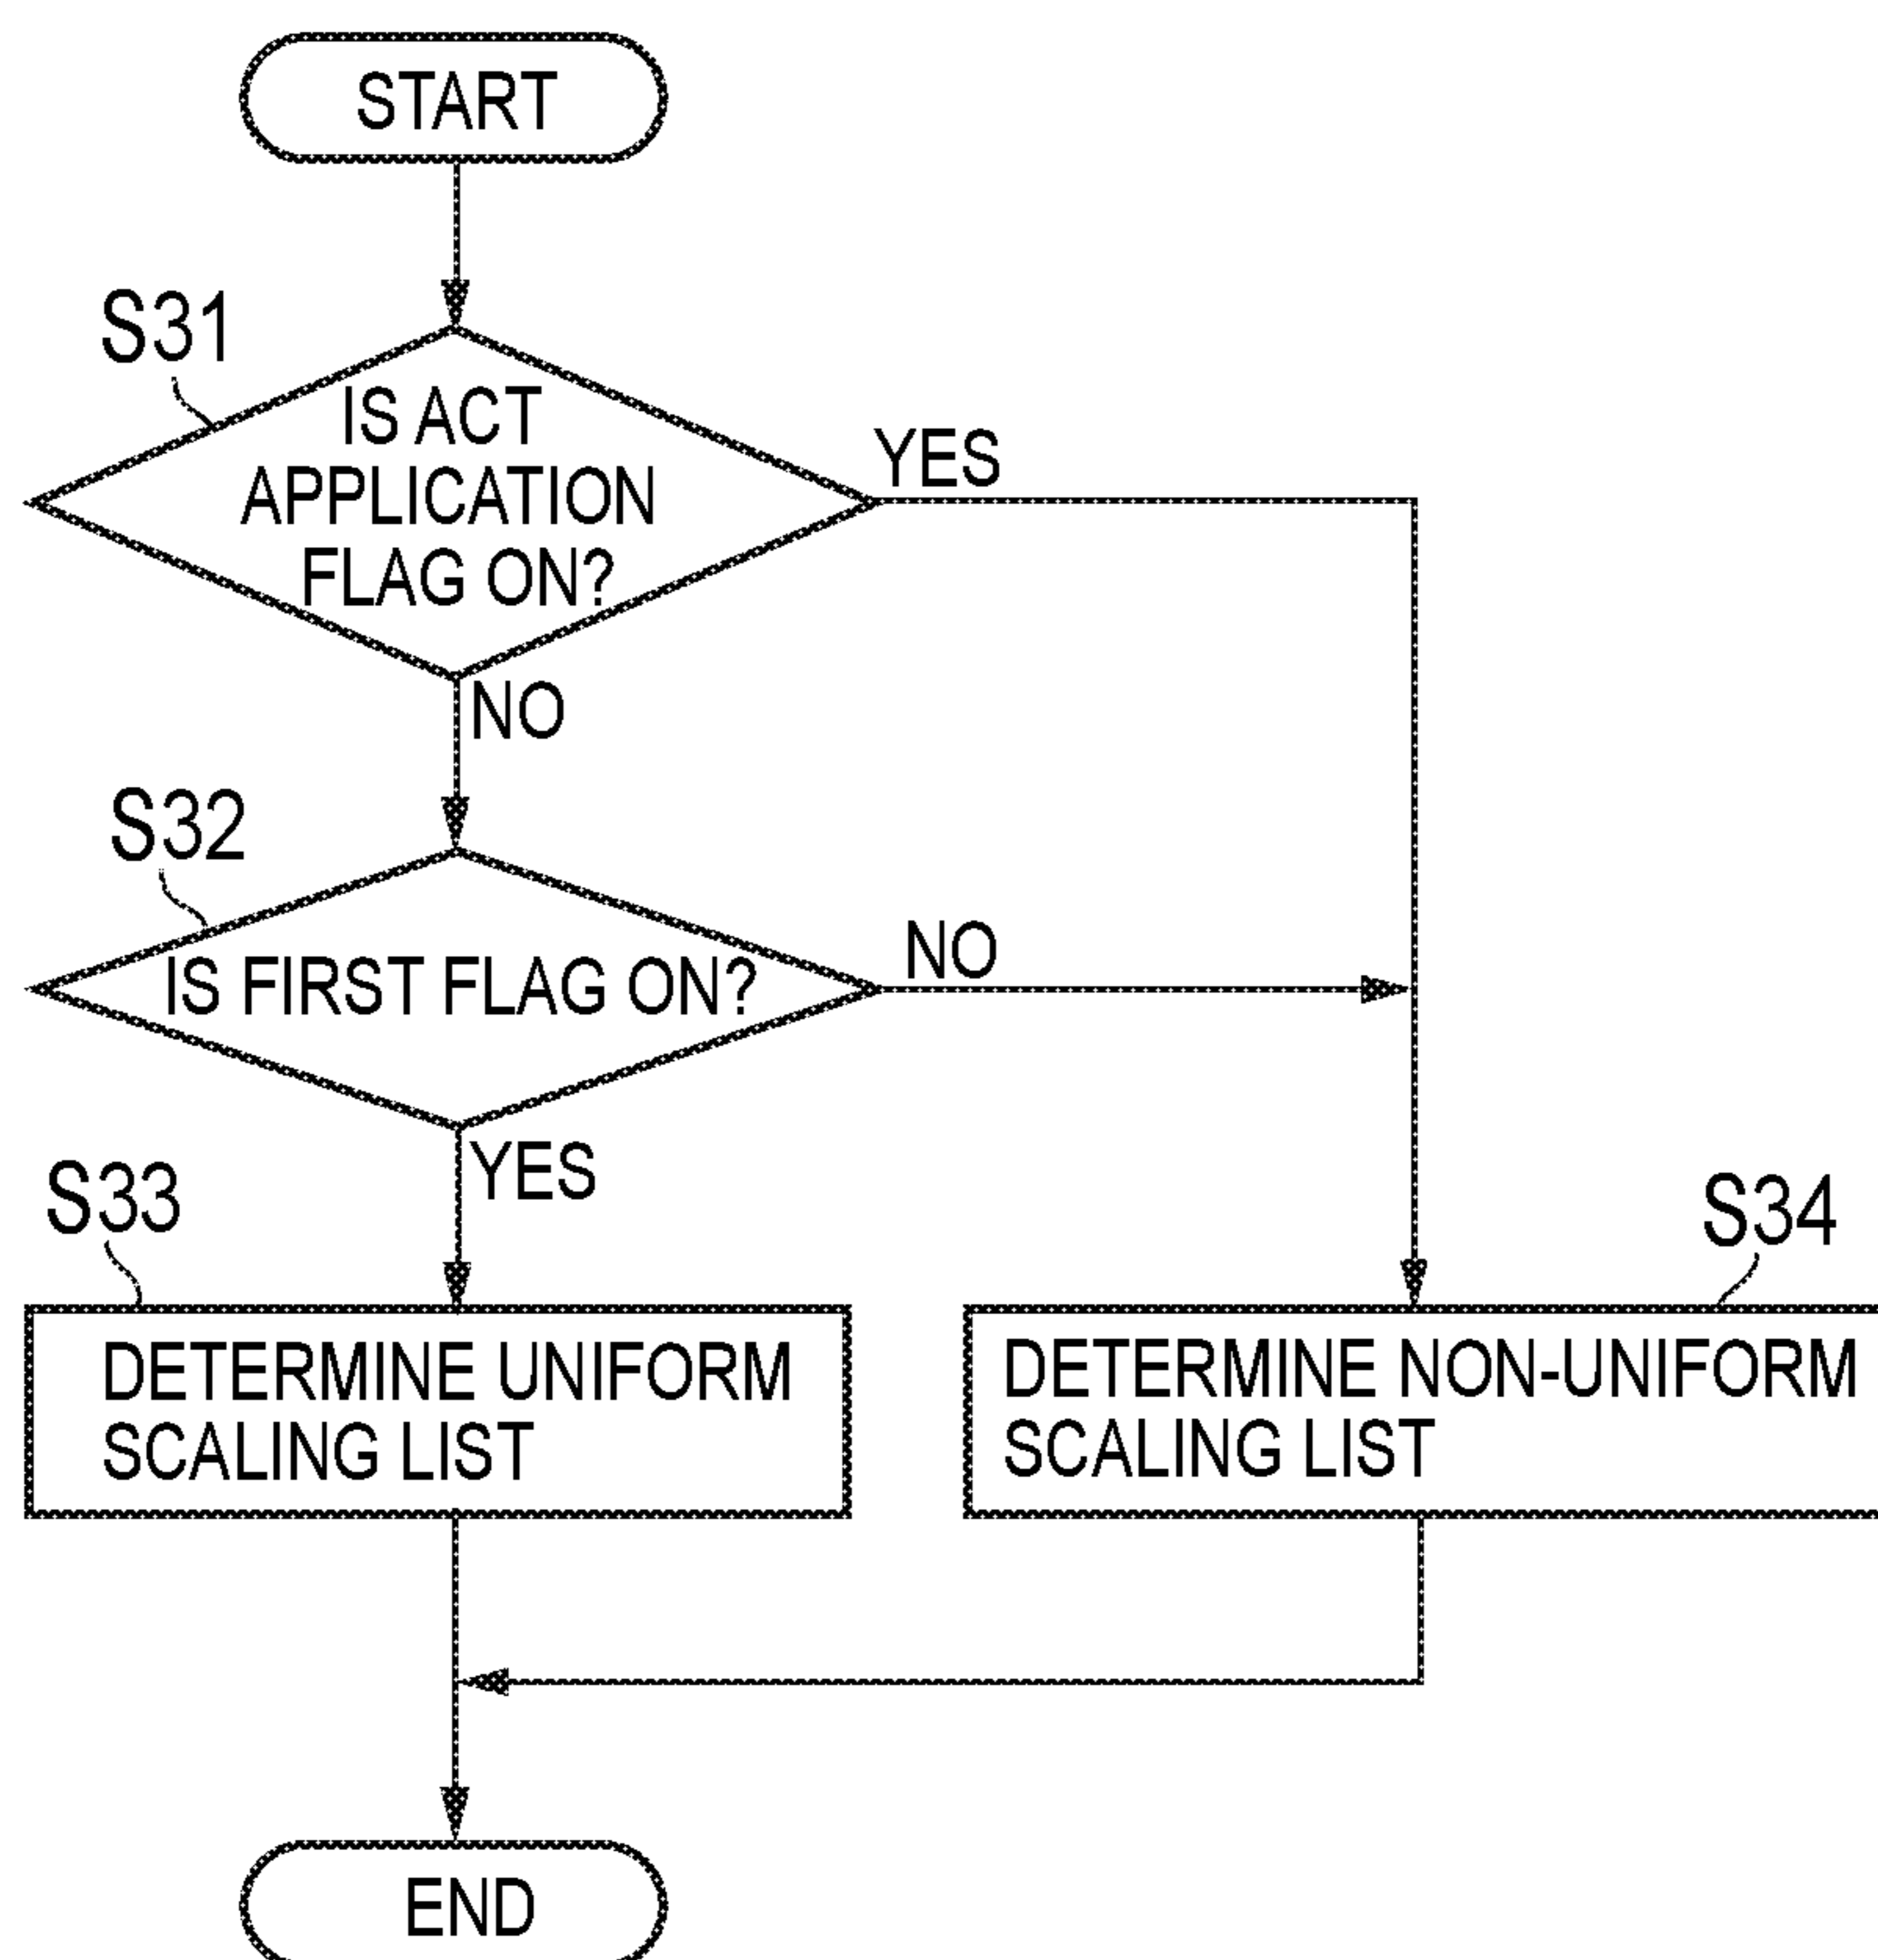 START
S31
IS ACT
APPLICATION
FLAG ON?
YES
NO
S32
IS FIRST FLAG ON?
NO
YES
S33
DETERMINE UNIFORM
SCALING LIST
S34
DETERMINE NON-UNIFORM
SCALING LIST
END